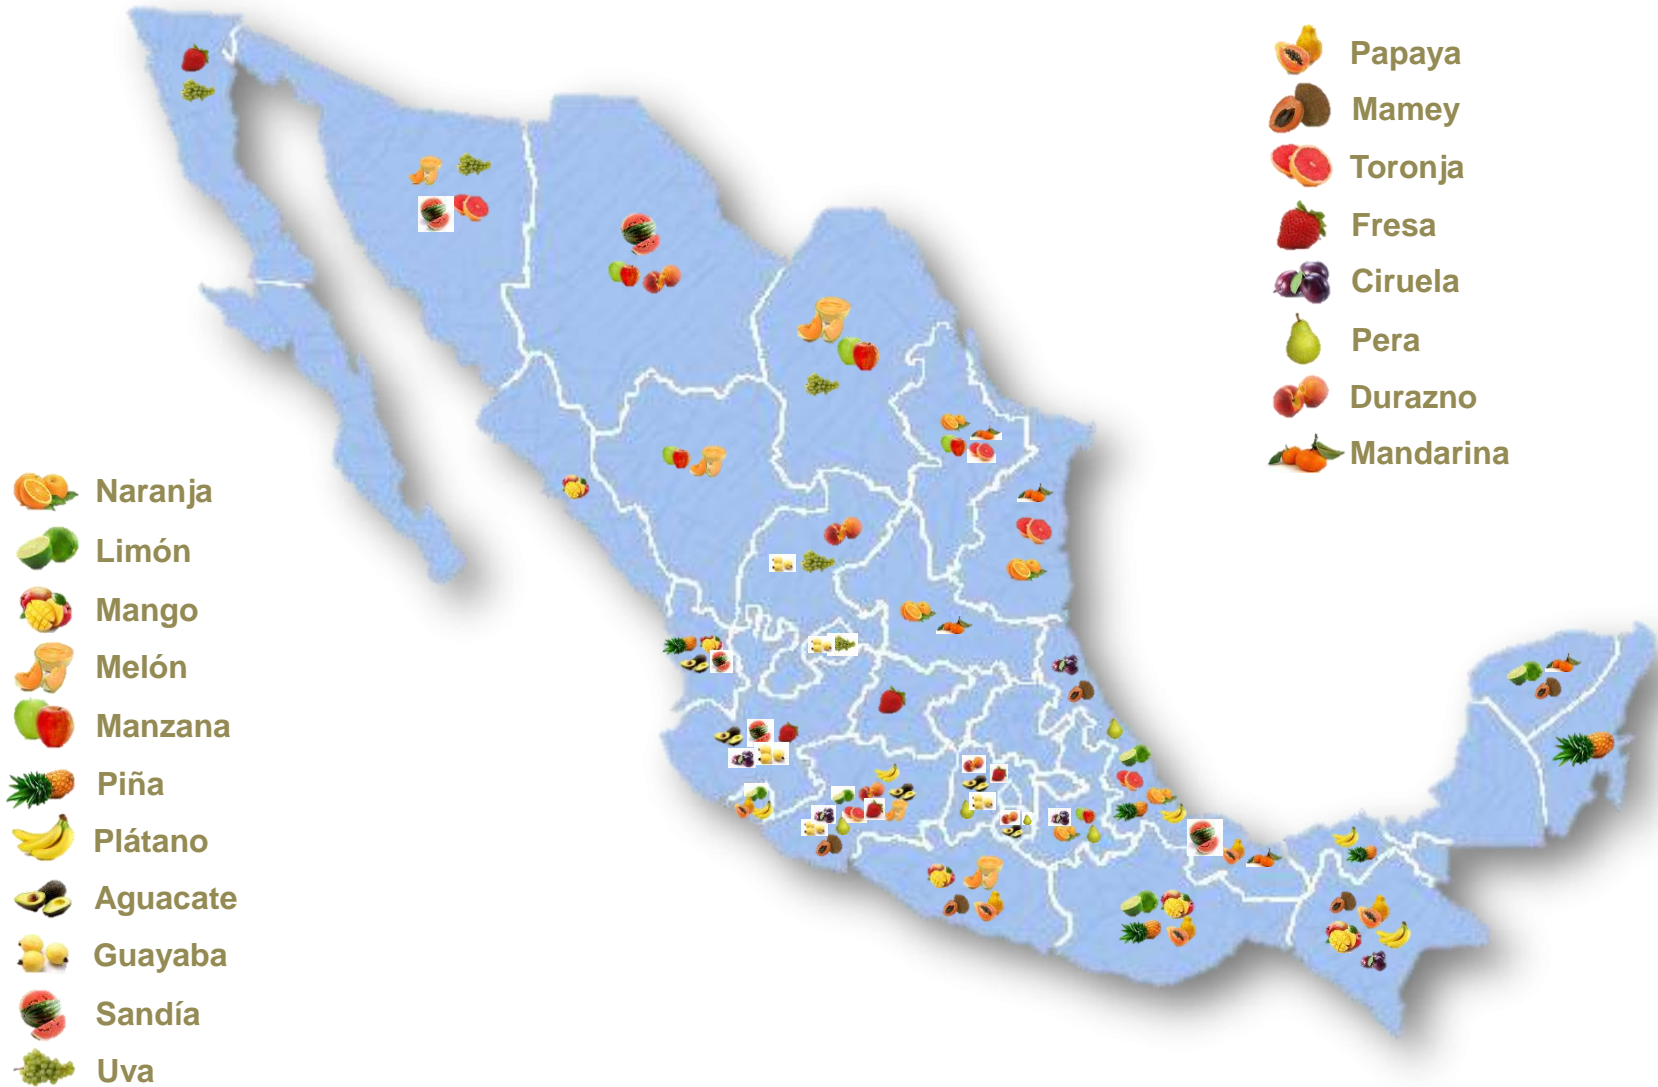 Papaya
Mamey
Toronja
Fresa
Ciruela
Pera
Durazno
Mandarina
Naranja
Limón
Mango
Melón
Manzana
Piña
Plátano
Aguacate
Guayaba
Sandía
Uva